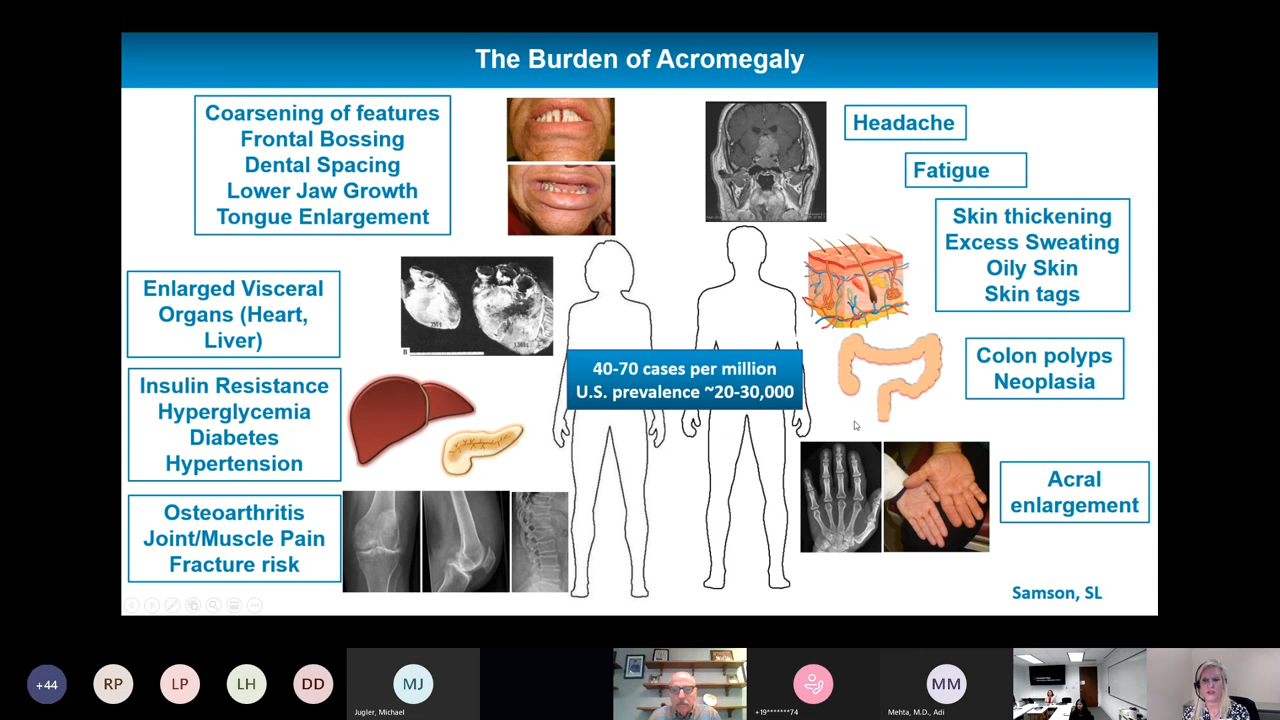 The Burden of Acromegaly
Coarsening of features
Frontal Bossing
Dental Spacing
Lower Jaw Growth
Tongue Enlargement
Headache
Fatigue
Skin thickening
Excess Sweating
Oily Skin
Skin tags
Enlarged Visceral
Organs (Heart,
Liver)
40-70 cases per million
U.S. prevalence ~20-30,000
Colon polyps
Neoplasia
Insulin Resistance
Hyperglycemia
Diabetes
Hypertension
Acral
enlargement
Osteoarthritis
Joint/Muscle Pain
Fracture risk
Samson, SL
+44
RP
LP
LH
DD
MJ
Jugler, Michael
+19*******74
MM
Mehta, M.D., Adi